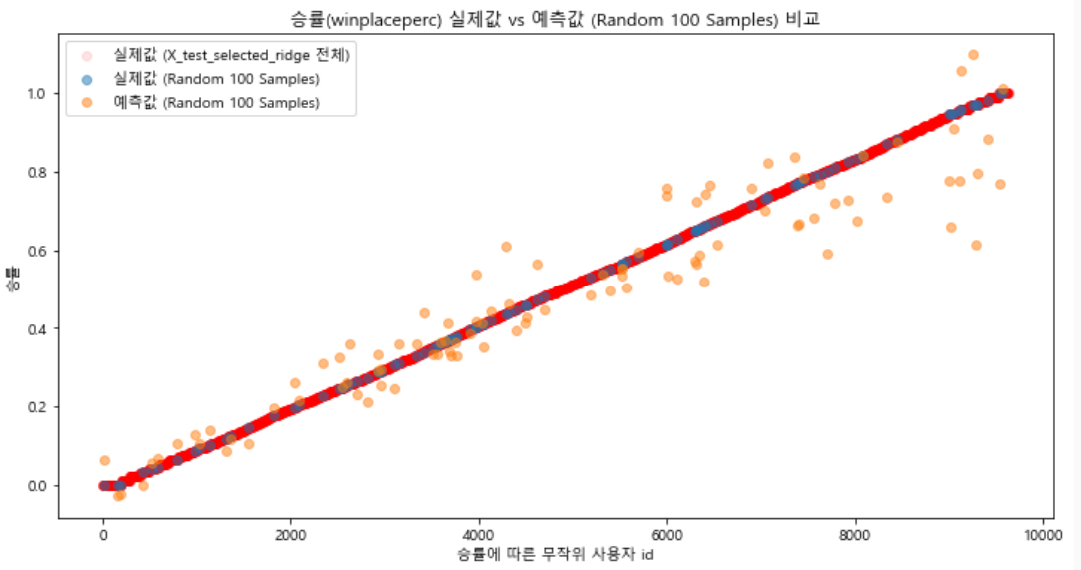 승률(winplaceperc) 실제값 vs 예측값 (Random 100 Samples) 비교
실제값 (X_test_selected_ridge 전체)
실제값 (Random 100 Samples)
예측값 (Random 100 Samples)
1.0
0.8
0.6
0.4
0.2
0.0
승률
0 2000 4000 6000 8000 10000
승률에 따른 무작위 사용자 id